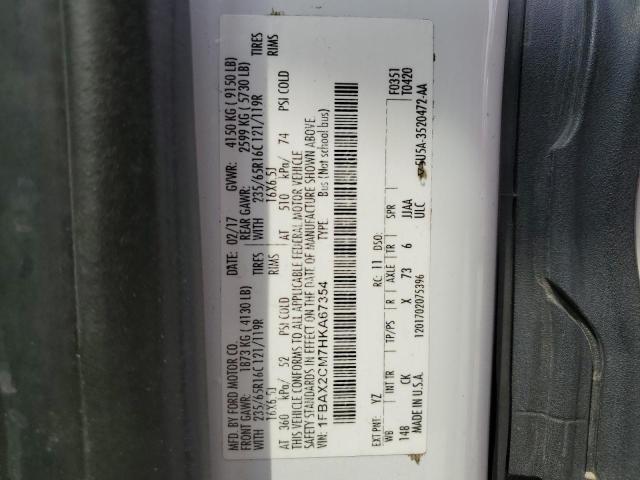 MFD. BY FORD MOTOR CO. DATE: 02/17 GVWR: 4150 KG ( 9150 LB)
FRONT GAWR: 1873 KG ( 4130 LB) REAR GAWR: 2599 KG ( 5730 LB)
WITH 235/65R16C 121/119R TIRES WITH 235/65R16C 121/119R TIRES
16X6.5J RIMS 16X6.5J RIMS
AT 360 kPa/ 52 PSI COLD AT 510 kPa/ 74 PSI COLD
THIS VEHICLE CONFORMS TO ALL APPLICABLE FEDERAL MOTOR VEHICLE
SAFETY STANDARDS IN EFFECT ON THE DATE OF MANUFACTURE SHOWN ABOVE.
VIN: 1FBAX2CM7HKA67354 TYPE: Bus (Not school bus)
F0351
T0420
EXT PNT: YZ RC: 11 DSO:
WB INT TR TP/PS R AXLE TR SPR
148 CK X 73 6 JJAA
MADE IN U.S.A. 1201702075396 ULC
5U5A-3520472-AA